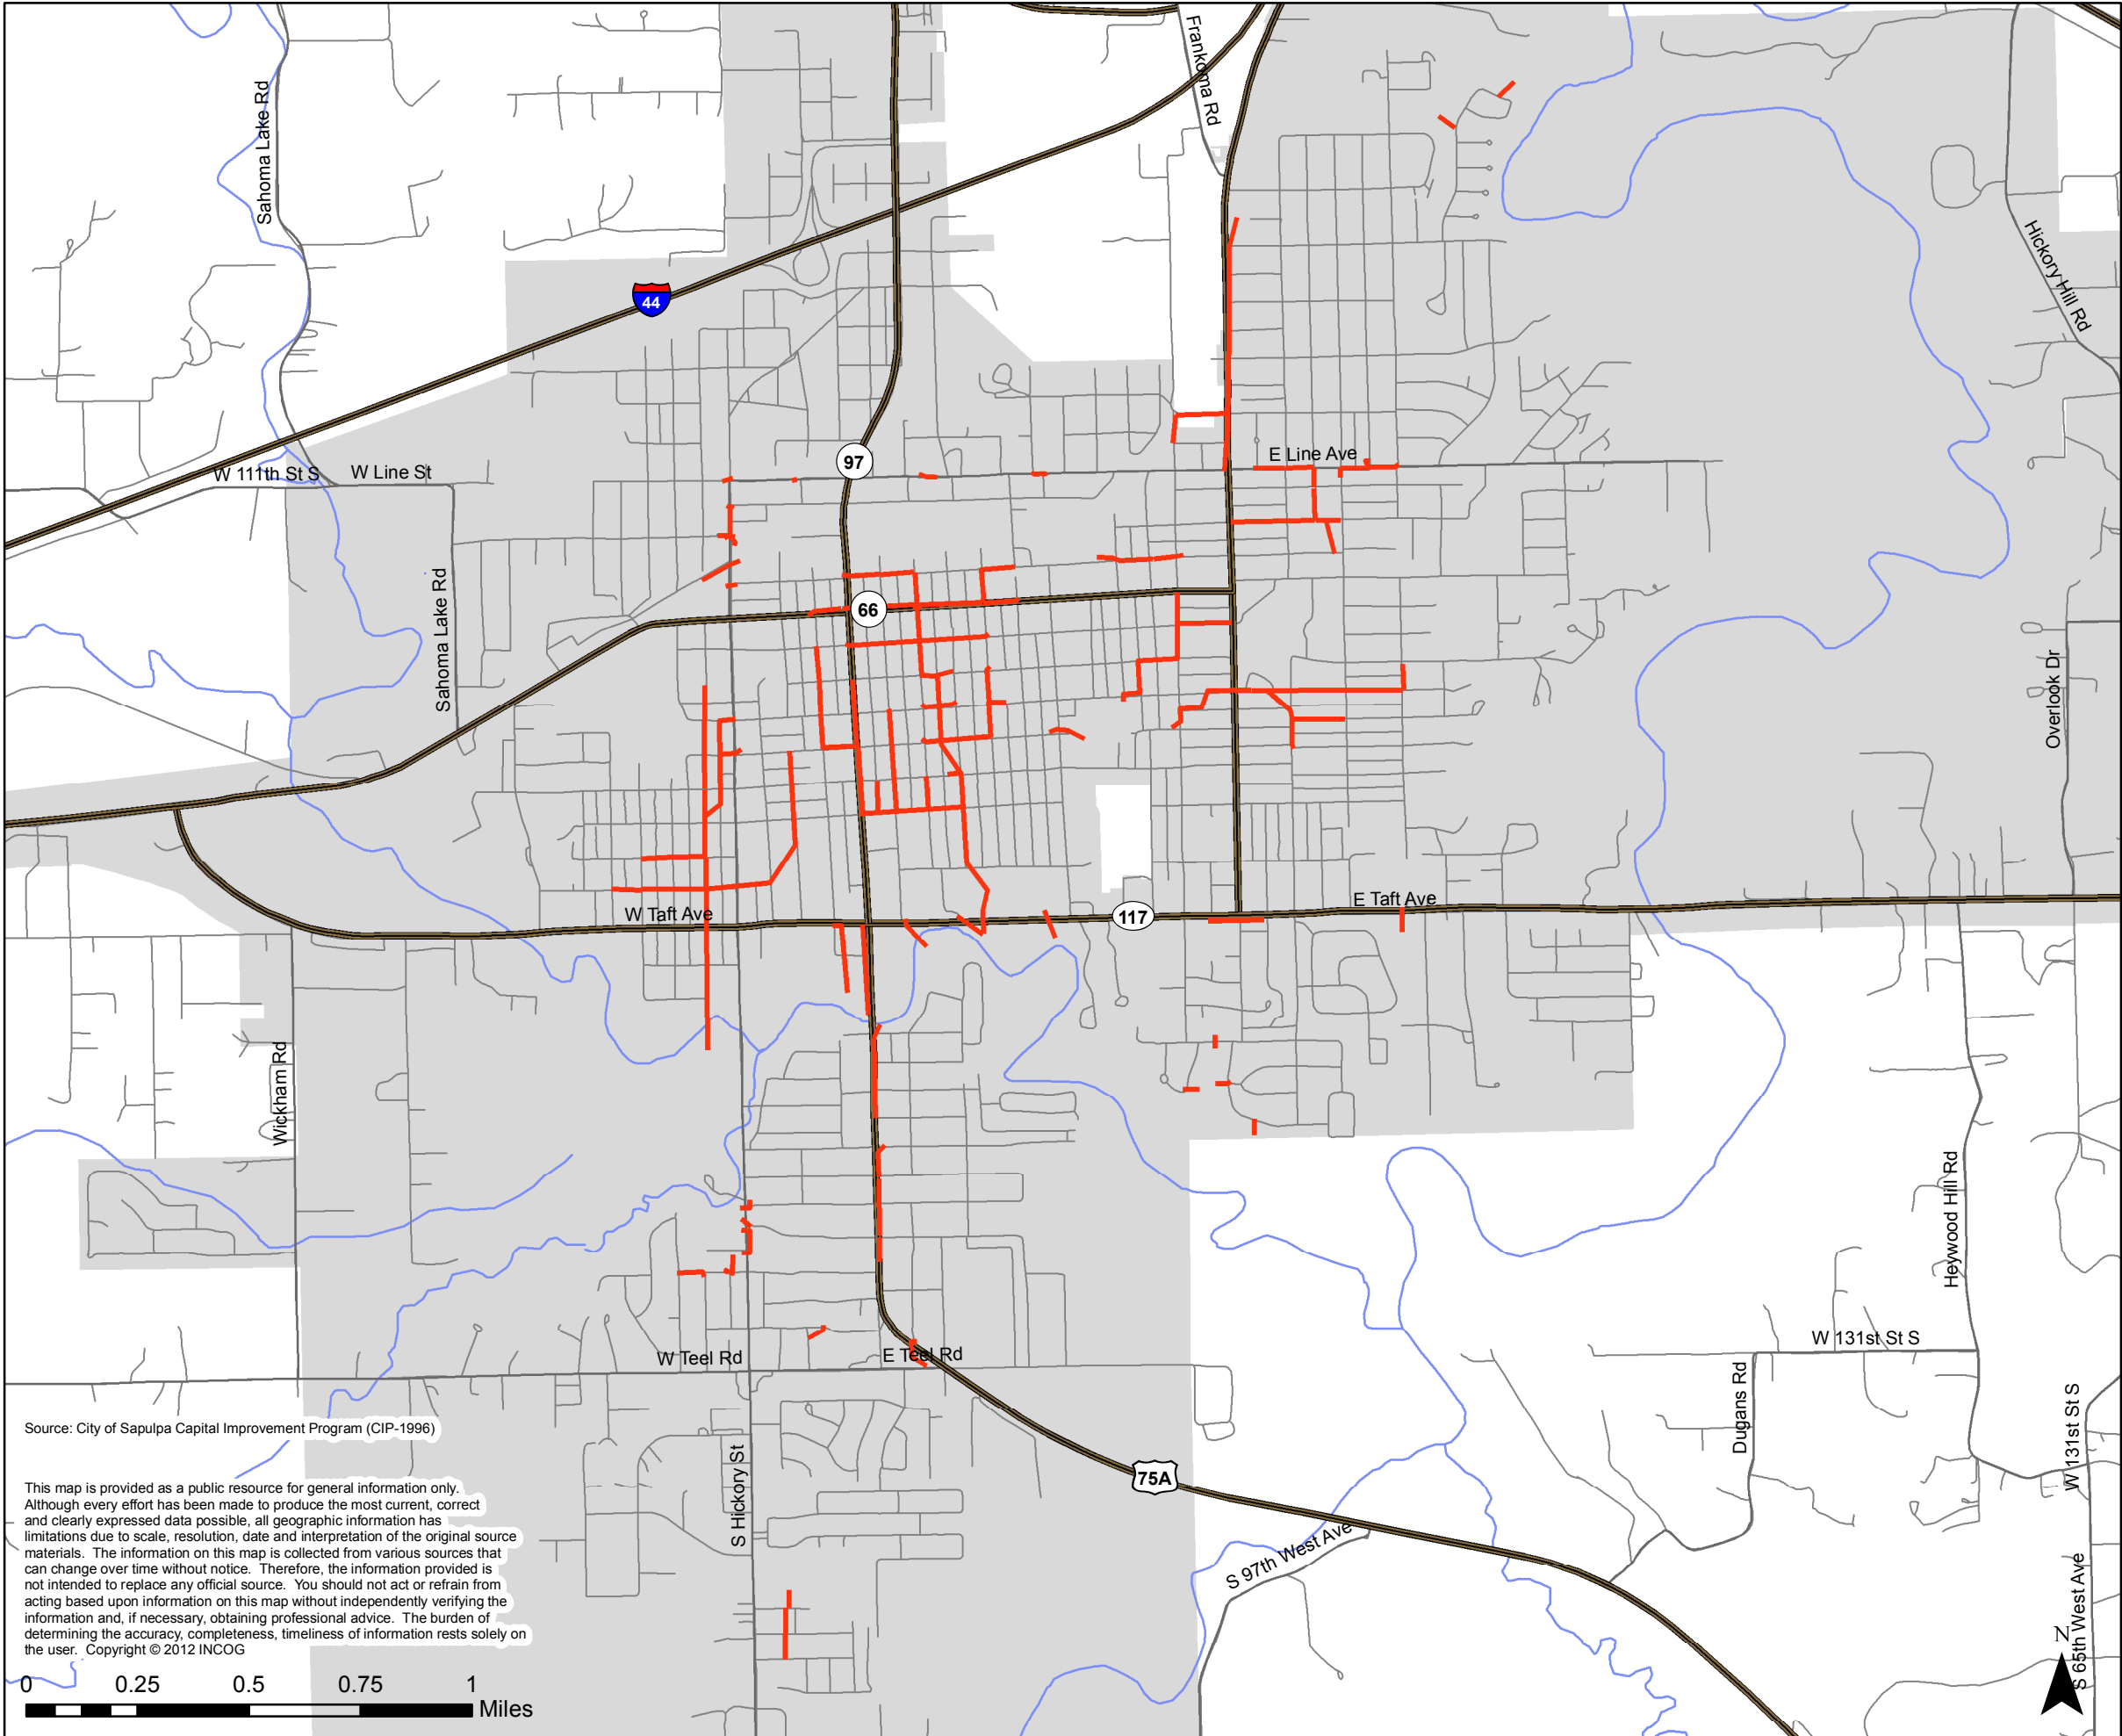 Frankoma Rd
Sahoma Lake Rd
Hickory Hill Rd
44
97
E Line Ave
W 111th St S
W Line St
66
Sahoma Lake Rd
Overlook Dr
W Taft Ave
117
E Taft Ave
Wickham Rd
Heywood Hill Rd
W 131st St S
W Teel Rd
E Teel Rd
Dugans Rd
W 131st St S
Source: City of Sapulpa Capital Improvement Program (CIP-1996)
S Hickory St
75A
This map is provided as a public resource for general information only.
Although every effort has been made to produce the most current, correct
and clearly expressed data possible, all geographic information has
limitations due to scale, resolution, date and interpretation of the original source
materials. The information on this map is collected from various sources that
can change over time without notice. Therefore, the information provided is
not intended to replace any official source. You should not act or refrain from
acting based upon information on this map without independently verifying the
information and, if necessary, obtaining professional advice. The burden of
determining the accuracy, completeness, timeliness of information rests solely on
the user. Copyright © 2012 INCOG
S 97th West Ave
S 65th West Ave
N
0 0.25 0.5 0.75 1
Miles